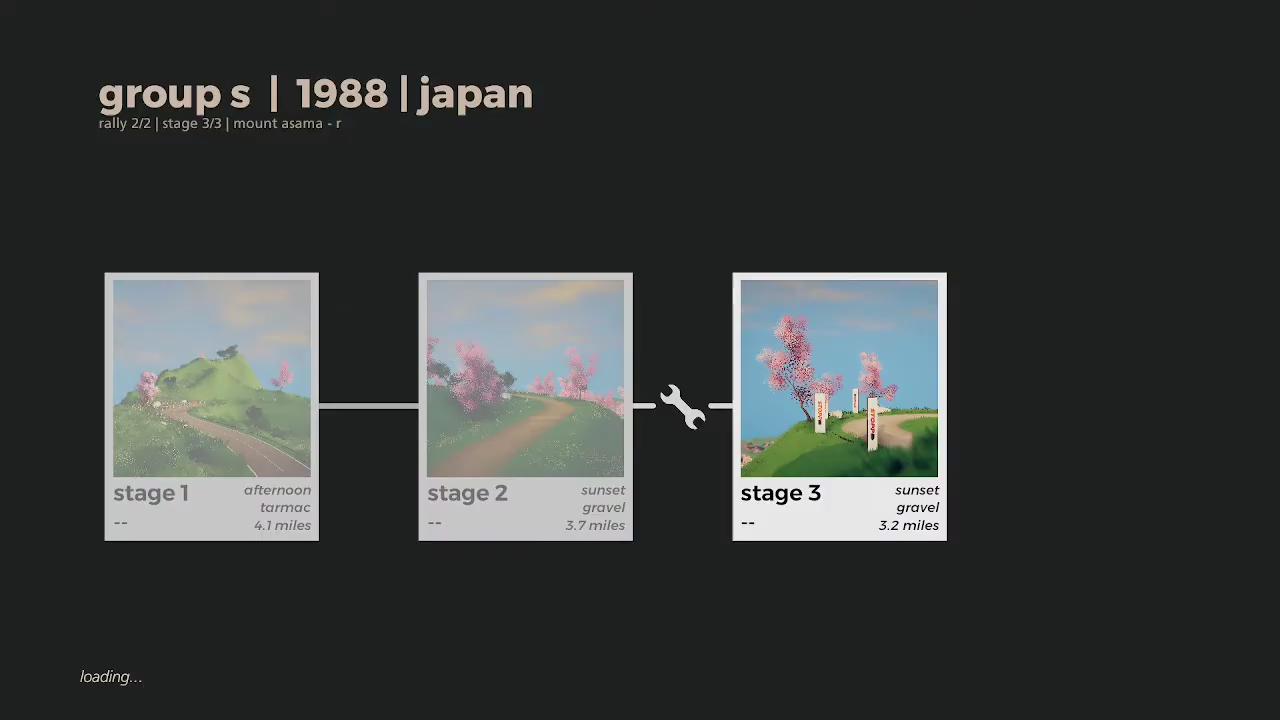 group s | 1988 | japan
rally 2/2 | stage 3/3 | mount asama - r
stage 1
afternoon
tarmac
--
4.1 miles
stage 2
sunset
gravel
--
3.7 miles
stage 3
sunset
gravel
--
3.2 miles
loading...